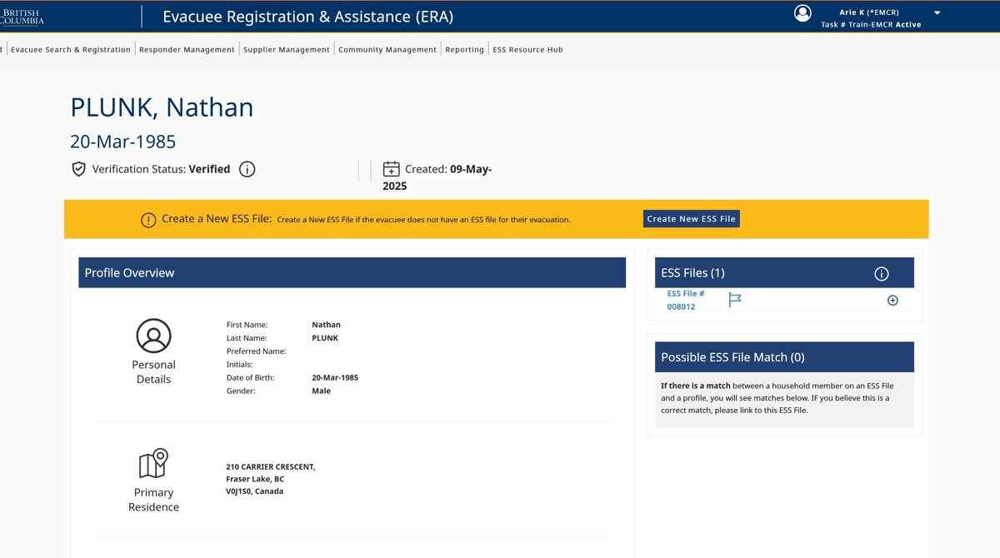 BRITISH
COLUMBIA
Evacuee Registration & Assistance (ERA)
Arie K (*EMCR)
Task # Train-EMCR Active
Evacuee Search & Registration
Responder Management
Supplier Management
Community Management
Reporting
ESS Resource Hub
PLUNK, Nathan
20-Mar-1985
Verification Status: Verified
Created: 09-May-
2025
Create a New ESS File: Create a New ESS File if the evacuee does not have an ESS file for their evacuation.
Create New ESS File
Profile Overview
Personal
Details
First Name: Nathan
Last Name: PLUNK
Preferred Name:
Initials:
Date of Birth: 20-Mar-1985
Gender: Male
Primary
Residence
210 CARRIER CRESCENT,
Fraser Lake, BC
V0J1S0, Canada
ESS Files (1)
ESS File #
008012
Possible ESS File Match (0)
If there is a match between a household member on an ESS File
and a profile, you will see matches below. IF you believe this is a
correct match, please link to this ESS File.